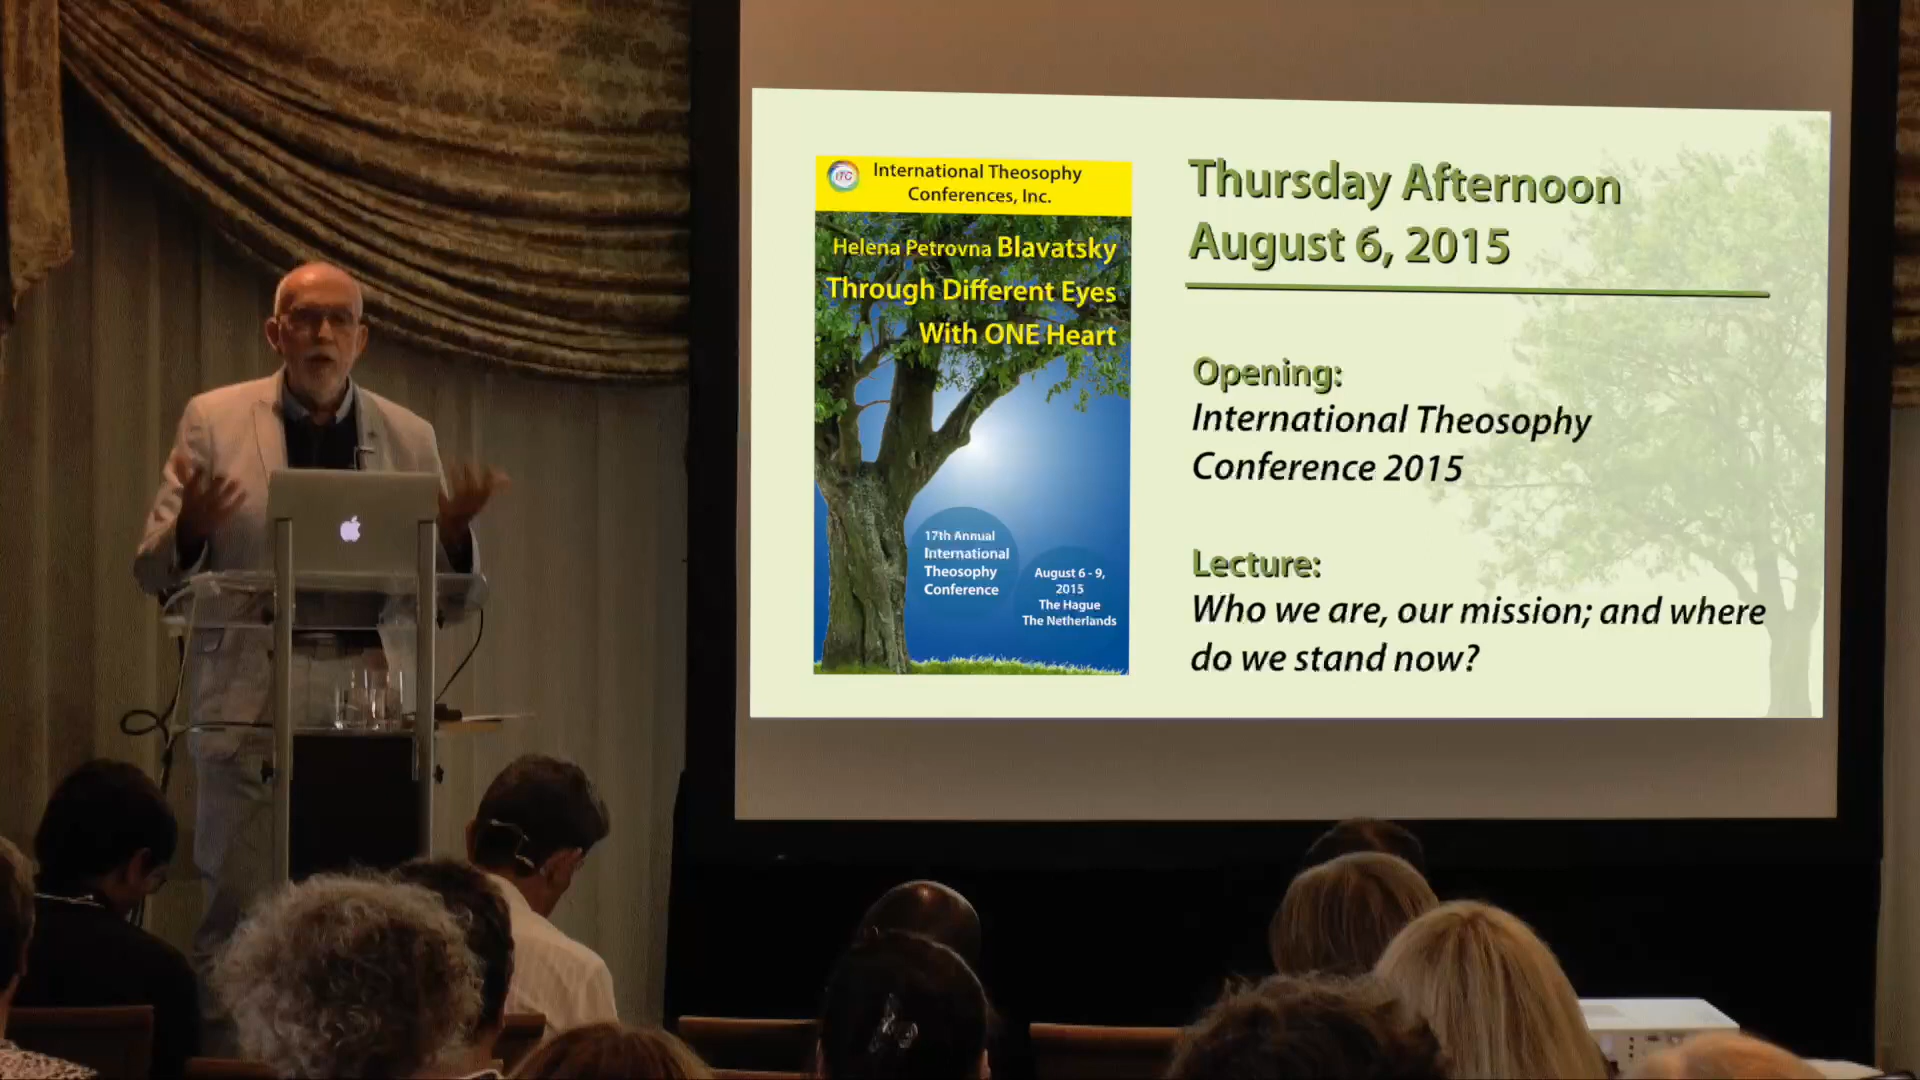 ITC
International Theosophy
Conferences, Inc.
Helena Petrovna Blavatsky
Through Different Eyes
With ONE Heart
17th Annual
International
Theosophy
Conference
August 6 - 9,
2015
The Hague
The Netherlands
Thursday Afternoon
August 6, 2015
Opening:
International Theosophy
Conference 2015
Lecture:
Who we are, our mission; and where
do we stand now?